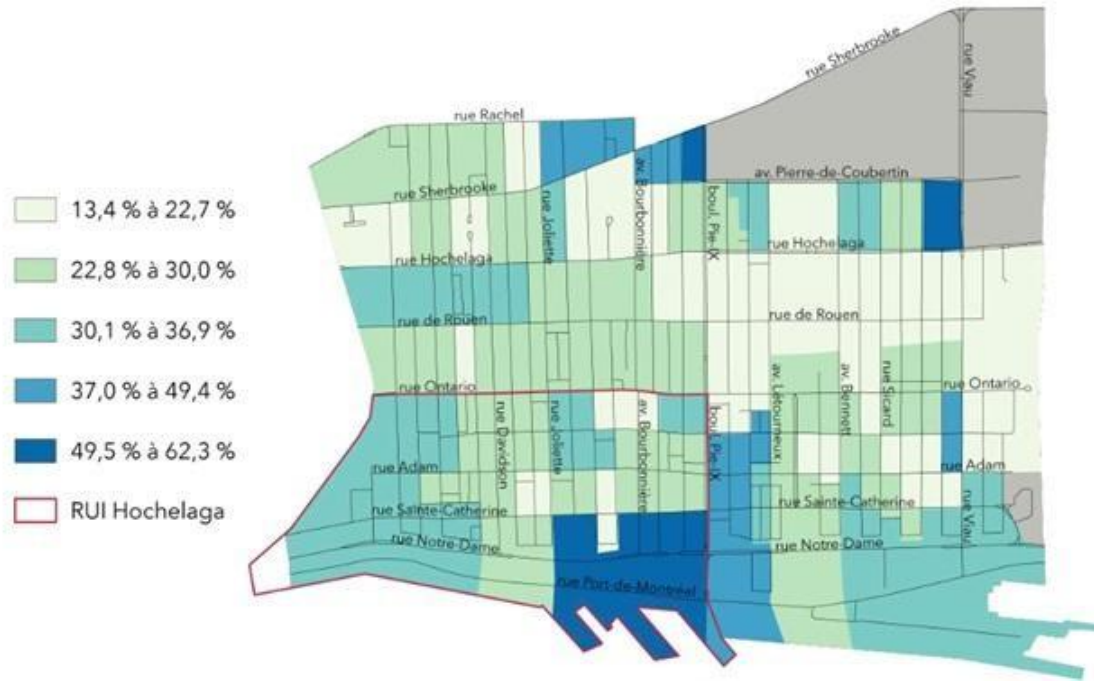 rue Sherbrooke
rue Viau
rue Rachel
av. Pierre-de-Coubertin
rue Sherbrooke
rue Joliette
av. Bourbonnière
boul. Pie-IX
13,4 % à 22,7 %
rue Hochelaga
rue Hochelaga
22,8 % à 30,0 %
rue de Rouen
rue de Rouen
30,1 % à 36,9 %
rue Ontario
rue Ontario
37,0 % à 49,4 %
rue Davidson
rue Joliette
av. Bourbonnière
boul. Pie-IX
av. Létourneux
av. Bennett
rue Sicard
49,5 % à 62,3 %
rue Adam
rue Adam
RUI Hochelaga
rue Sainte-Catherine
rue Sainte-Catherine
rue Viau
rue Notre-Dame
rue Notre-Dame
rue Port-de-Montréal